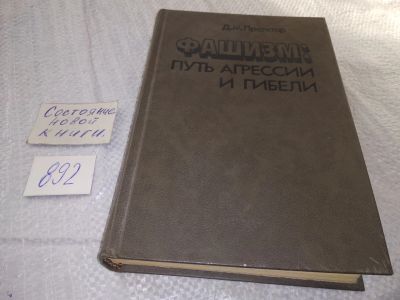 Д.М. Проэктор
ФАШИЗМ:
ПУТЬ АГРЕССИИ
И ГИБЕЛИ
Состояние
новой
книги.
892